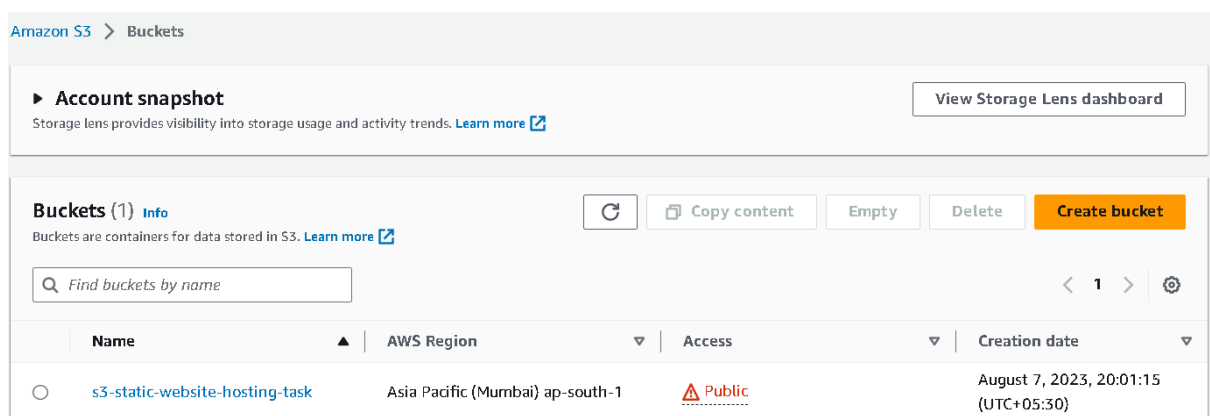 Amazon S3 > Buckets
Account snapshot
View Storage Lens dashboard
Storage lens provides visibility into storage usage and activity trends. Learn more
Buckets (1) Info
Copy content
Empty
Delete
Create bucket
Buckets are containers for data stored in S3. Learn more
Find buckets by name
< 1 >
Name
AWS Region
Access
Creation date
s3-static-website-hosting-task
Asia Pacific (Mumbai) ap-south-1
Public
August 7, 2023, 20:01:15
(UTC+05:30)